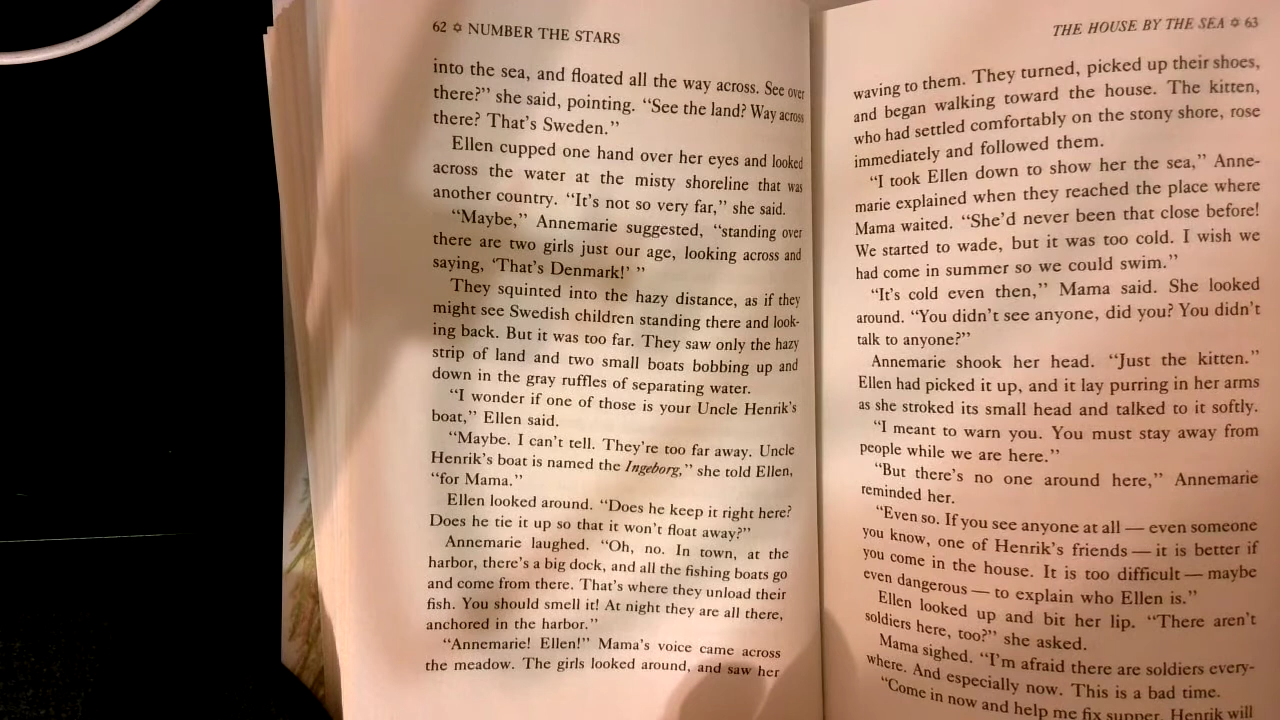 62 ✡ NUMBER THE STARS
into the sea, and floated all the way across. See over
there?” she said, pointing. “See the land? Way across
there? That’s Sweden.”
Ellen cupped one hand over her eyes and looked
across the water at the misty shoreline that was
another country. “It’s not so very far,” she said.
“Maybe,” Annemarie suggested, “standing over
there are two girls just our age, looking across and
saying, ‘That’s Denmark!’ ”
They squinted into the hazy distance, as if they
might see Swedish children standing there and look-
ing back. But it was too far. They saw only the hazy
strip of land and two small boats bobbing up and
down in the gray ruffles of separating water.
“I wonder if one of those is your Uncle Henrik’s
boat,” Ellen said.
“Maybe. I can’t tell. They’re too far away. Uncle
Henrik’s boat is named the Ingeborg,” she told Ellen,
“for Mama.”
Ellen looked around. “Does he keep it right here?
Does he tie it up so that it won’t float away?”
Annemarie laughed. “Oh, no. In town, at the
harbor, there’s a big dock, and all the fishing boats go
and come from there. That’s where they unload their
fish. You should smell it! At night they are all there,
anchored in the harbor.”
“Annemarie! Ellen!” Mama’s voice came across
the meadow. The girls looked around, and saw her
THE HOUSE BY THE SEA ✡ 63
waving to them. They turned, picked up their shoes,
and began walking toward the house. The kitten,
who had settled comfortably on the stony shore, rose
immediately and followed them.
“I took Ellen down to show her the sea,” Anne-
marie explained when they reached the place where
Mama waited. “She’d never been that close before!
We started to wade, but it was too cold. I wish we
had come in summer so we could swim.”
“It’s cold even then,” Mama said. She looked
around. “You didn’t see anyone, did you? You didn’t
talk to anyone?”
Annemarie shook her head. “Just the kitten.”
Ellen had picked it up, and it lay purring in her arms
as she stroked its small head and talked to it softly.
“I meant to warn you. You must stay away from
people while we are here.”
“But there’s no one around here,” Annemarie
reminded her.
“Even so. If you see anyone at all — even someone
you know, one of Henrik’s friends — it is better if
you come in the house. It is too difficult — maybe
even dangerous — to explain who Ellen is.”
Ellen looked up and bit her lip. “There aren’t
soldiers here, too?” she asked.
Mama sighed. “I’m afraid there are soldiers every-
where. And especially now. This is a bad time.
“Come in now and help me fix supper. Henrik will